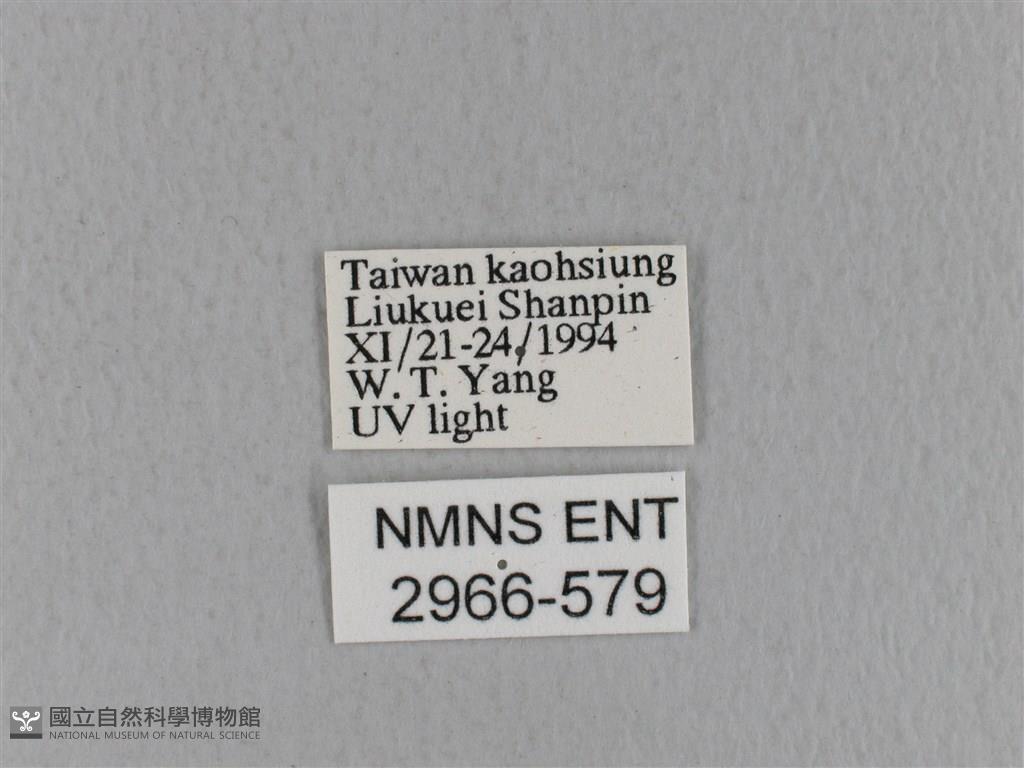 Taiwan kaohsiung
Liukuei Shanpin
XI/21-24,/1994
W. T. Yang
UV light
NMNS ENT
2966-579
國立自然科學博物館
NATIONAL MUSEUM OF NATURAL SCIENCE